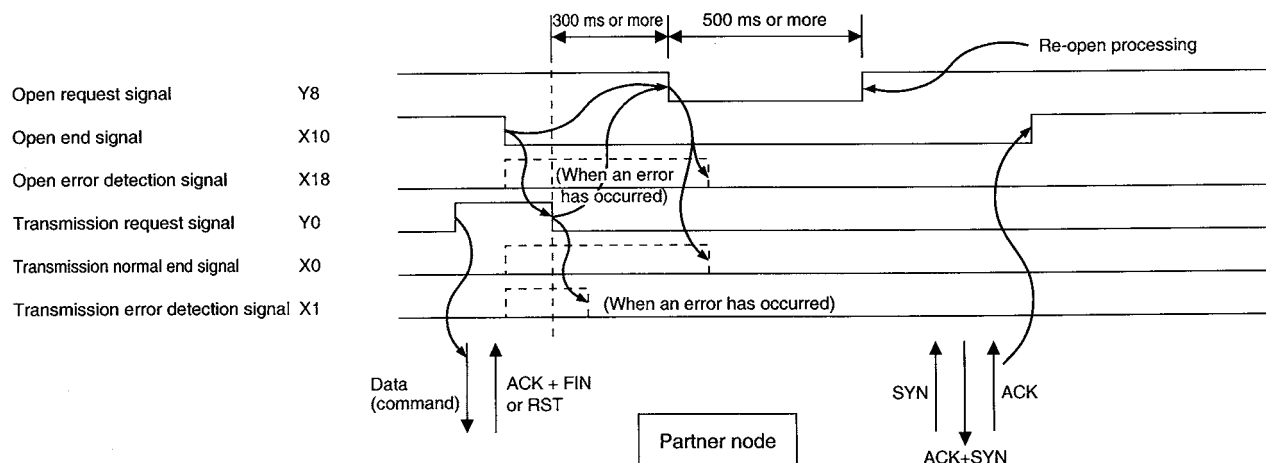 300 ms or more
500 ms or more
Re-open processing
Open request signal Y8
Open end signal X10
Open error detection signal X18
(When an error
has occurred)
Transmission request signal Y0
Transmission normal end signal X0
Transmission error detection signal X1
(When an error has occurred)
Data
(command)
ACK + FIN
or RST
SYN
ACK
ACK+SYN
Partner node